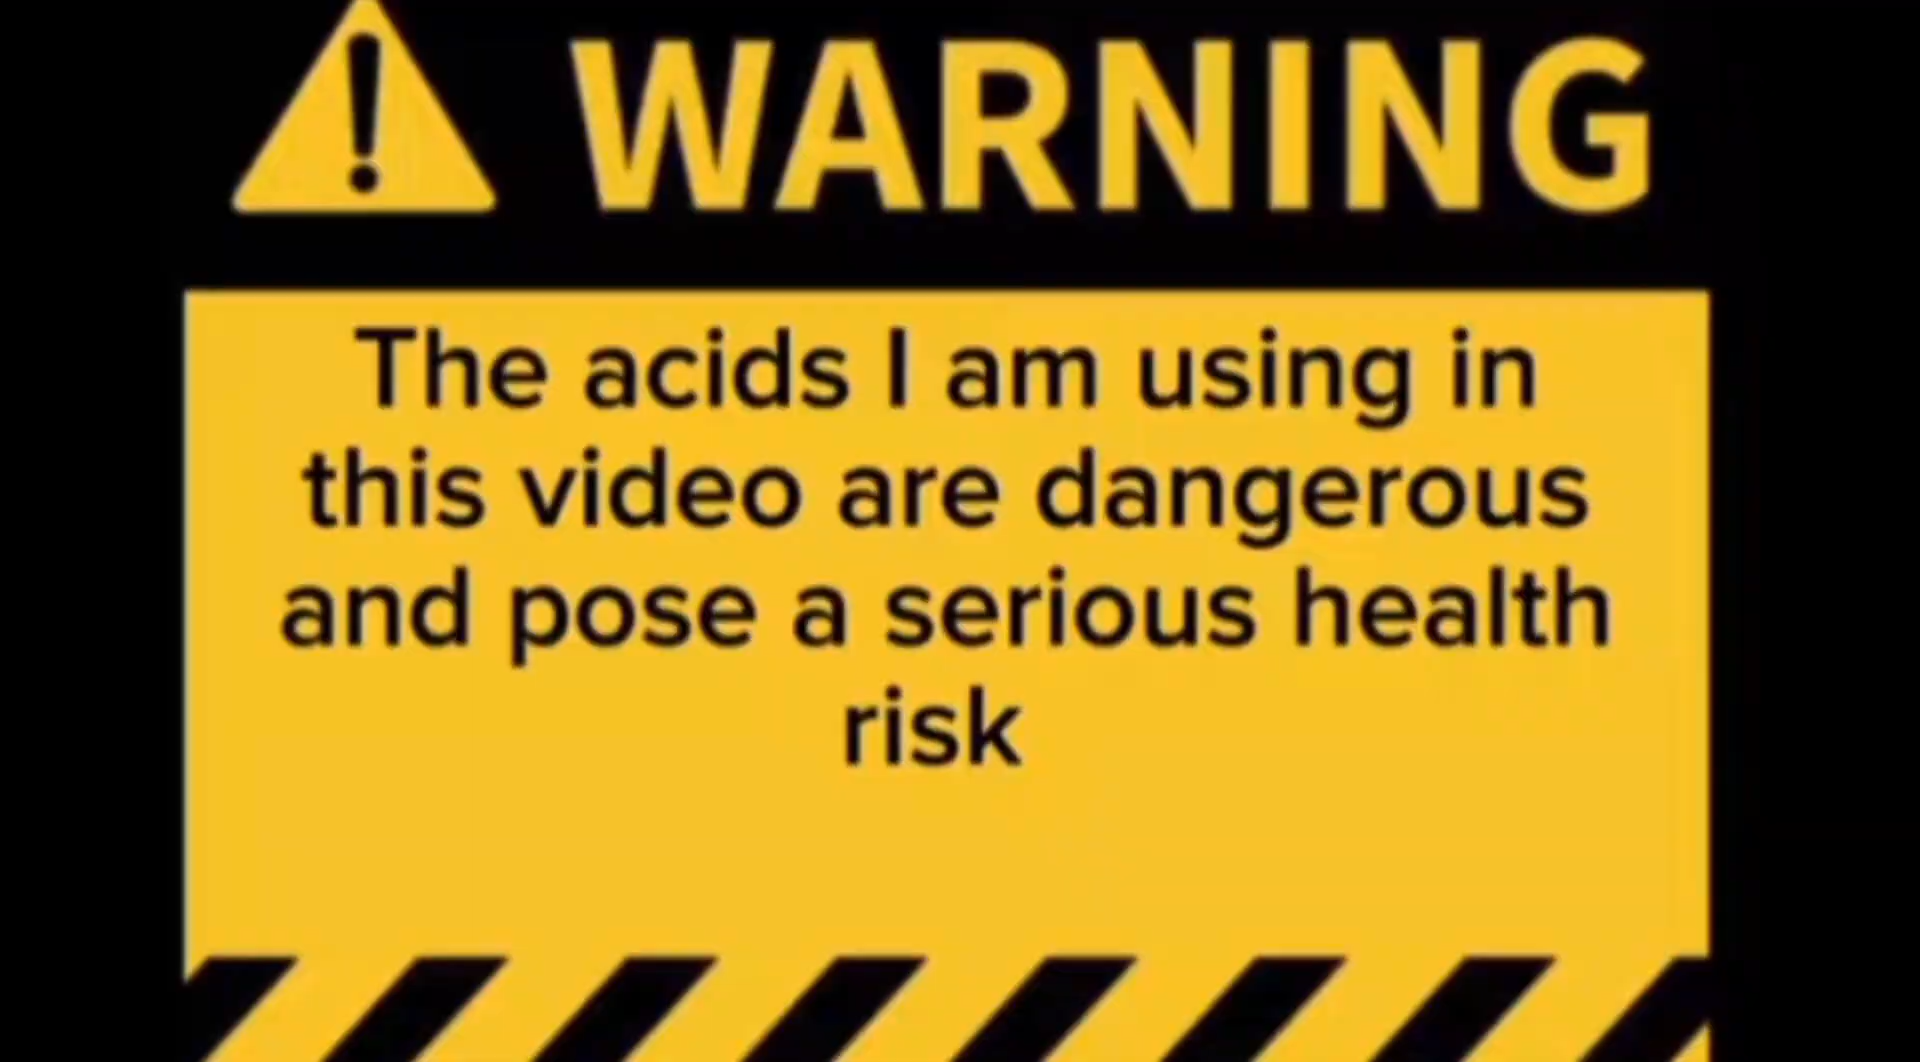 WARNING
The acids I am using in
this video are dangerous
and pose a serious health
risk